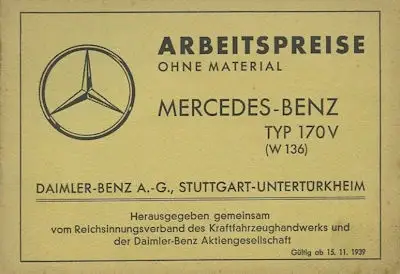 ARBEITSPREISE
OHNE MATERIAL
MERCEDES-BENZ
TYP 170 V
(W 136)
DAIMLER-BENZ A.-G., STUTTGART-UNTERTÜRKHEIM
Herausgegeben gemeinsam
vom Reichsinnungsverband des Kraftfahrzeughandwerks und
der Daimler-Benz Aktiengesellschaft
Gültig ab 15. 11. 1939